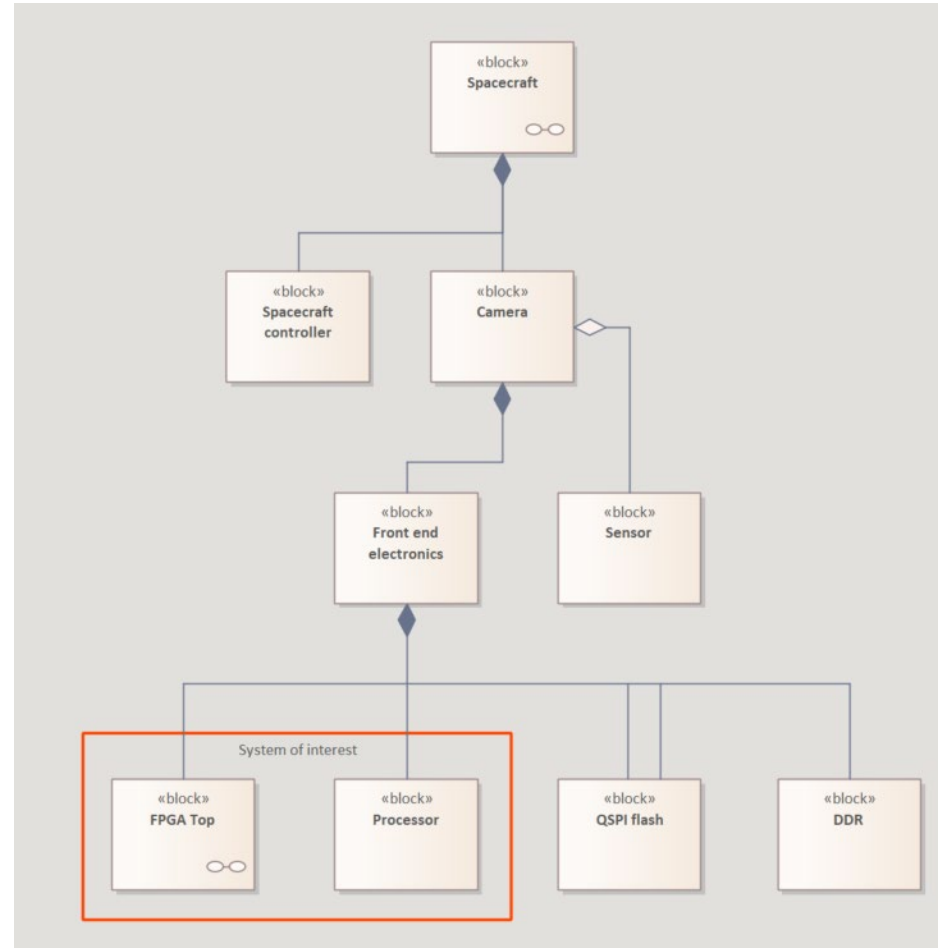 «block»
Spacecraft
«block»
Spacecraft
controller
«block»
Camera
«block»
Front end
electronics
«block»
Sensor
System of interest
«block»
FPGA Top
«block»
Processor
«block»
QSPI flash
«block»
DDR